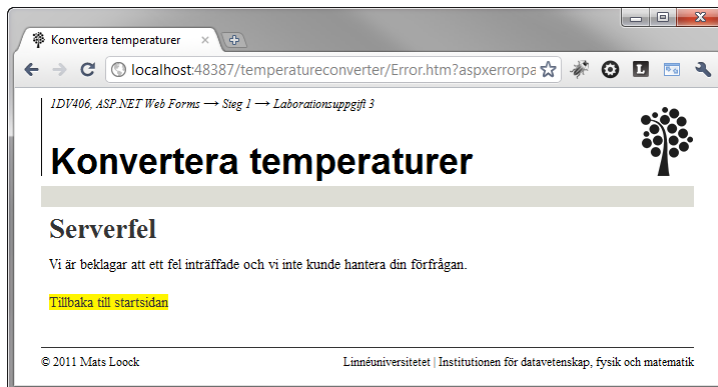 Konvertera temperaturer
localhost:48387/temperatureconverter/Error.htm?aspxerrorpa
1DV406, ASP.NET Web Forms → Steg 1 → Laborationsuppgift 3
Konvertera temperaturer
Serverfel
Vi är beklagar att ett fel inträffade och vi inte kunde hantera din förfrågan.
Tillbaka till startsidan
© 2011 Mats Loock
Linnéuniversitetet | Institutionen för datavetenskap, fysik och matematik